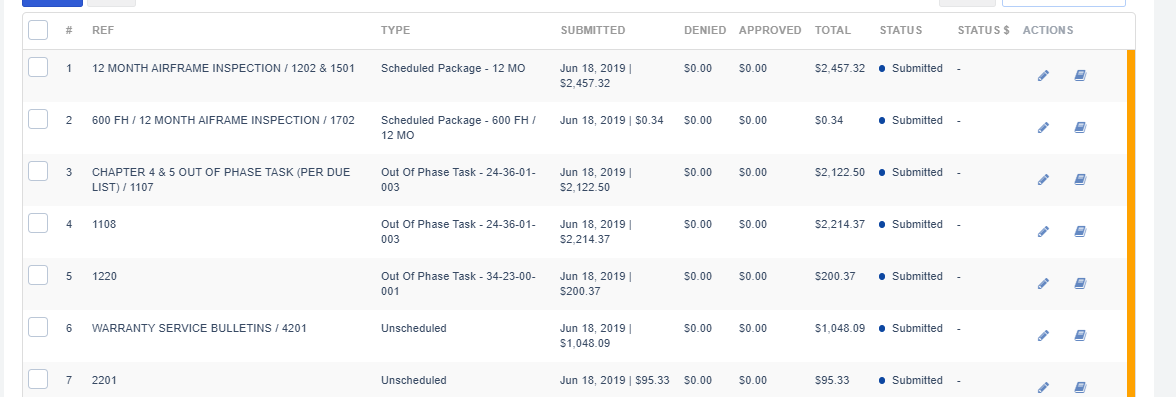 # REF TYPE SUBMITTED DENIED APPROVED TOTAL STATUS STATUS $ ACTIONS
1 12 MONTH AIRFRAME INSPECTION / 1202 & 1501 Scheduled Package - 12 MO Jun 18, 2019 | $0.00 $0.00 $2,457.32 Submitted -
$2,457.32
2 600 FH / 12 MONTH AIFRAME INSPECTION / 1702 Scheduled Package - 600 FH / Jun 18, 2019 | $0.34 $0.00 $0.00 $0.34 Submitted -
12 MO
3 CHAPTER 4 & 5 OUT OF PHASE TASK (PER DUE Out Of Phase Task - 24-36-01- Jun 18, 2019 | $0.00 $0.00 $2,122.50 Submitted -
LIST) / 1107 003 $2,122.50
4 1108 Out Of Phase Task - 24-36-01- Jun 18, 2019 | $0.00 $0.00 $2,214.37 Submitted -
003 $2,214.37
5 1220 Out Of Phase Task - 34-23-00- Jun 18, 2019 | $0.00 $0.00 $200.37 Submitted -
001 $200.37
6 WARRANTY SERVICE BULLETINS / 4201 Unscheduled Jun 18, 2019 | $0.00 $0.00 $1,048.09 Submitted -
$1,048.09
7 2201 Unscheduled Jun 18, 2019 | $95.33 $0.00 $0.00 $95.33 Submitted -